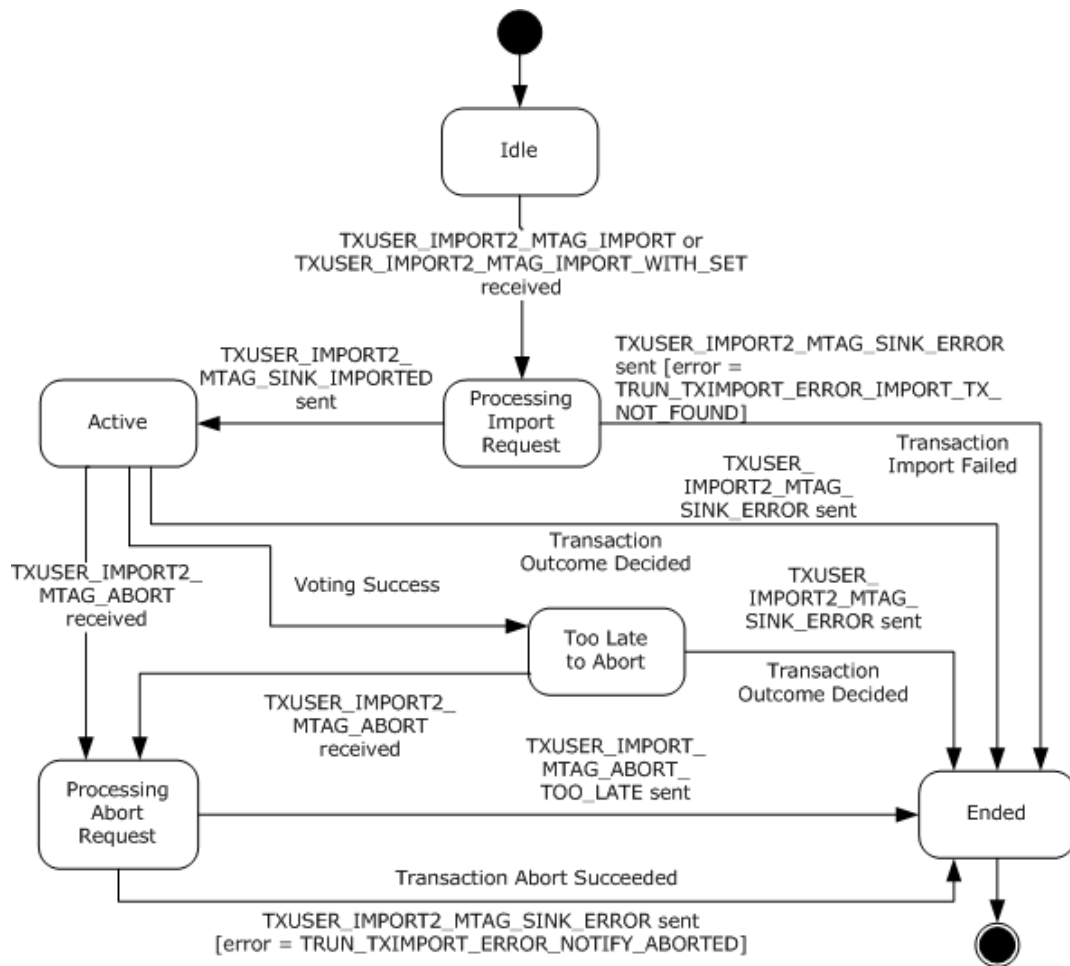 Idle
TXUSER_IMPORT2_MTAG_IMPORT or
TXUSER_IMPORT2_MTAG_IMPORT_WITH_SET
received
TXUSER_IMPORT2_
MTAG_SINK_IMPORTED
sent
TXUSER_IMPORT2_MTAG_SINK_ERROR
sent [error =
TRUN_TXIMPORT_ERROR_IMPORT_TX_
NOT_FOUND]
Active
Processing
Import
Request
Transaction
Import Failed
TXUSER_
IMPORT2_MTAG_
SINK_ERROR sent
Transaction
Outcome Decided
TXUSER_IMPORT2_
MTAG_ABORT
received
Voting Success
TXUSER_
IMPORT2_MTAG_
SINK_ERROR sent
Too Late
to Abort
Transaction
Outcome Decided
TXUSER_IMPORT2_
MTAG_ABORT
received
TXUSER_IMPORT_
MTAG_ABORT_
TOO_LATE sent
Processing
Abort
Request
Ended
Transaction Abort Succeeded
TXUSER_IMPORT2_MTAG_SINK_ERROR sent
[error = TRUN_TXIMPORT_ERROR_NOTIFY_ABORTED]